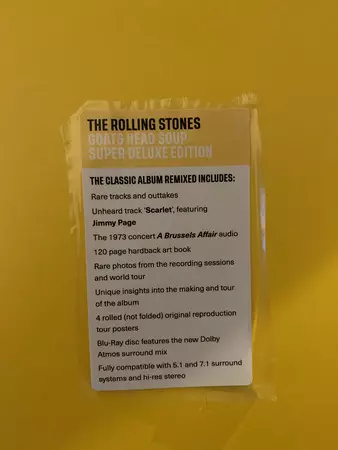 THE ROLLING STONES
GOATS HEAD SOUP
SUPER DELUXE EDITION
THE CLASSIC ALBUM REMIXED INCLUDES:
Rare tracks and outtakes
Unheard track 'Scarlet', featuring
Jimmy Page
The 1973 concert A Brussels Affair audio
120 page hardback art book
Rare photos from the recording sessions
and world tour
Unique insights into the making and tour
of the album
4 rolled (not folded) original reproduction
tour posters
Blu-Ray disc features the new Dolby
Atmos surround mix
Fully compatible with 5.1 and 7.1 surround
systems and hi-res stereo